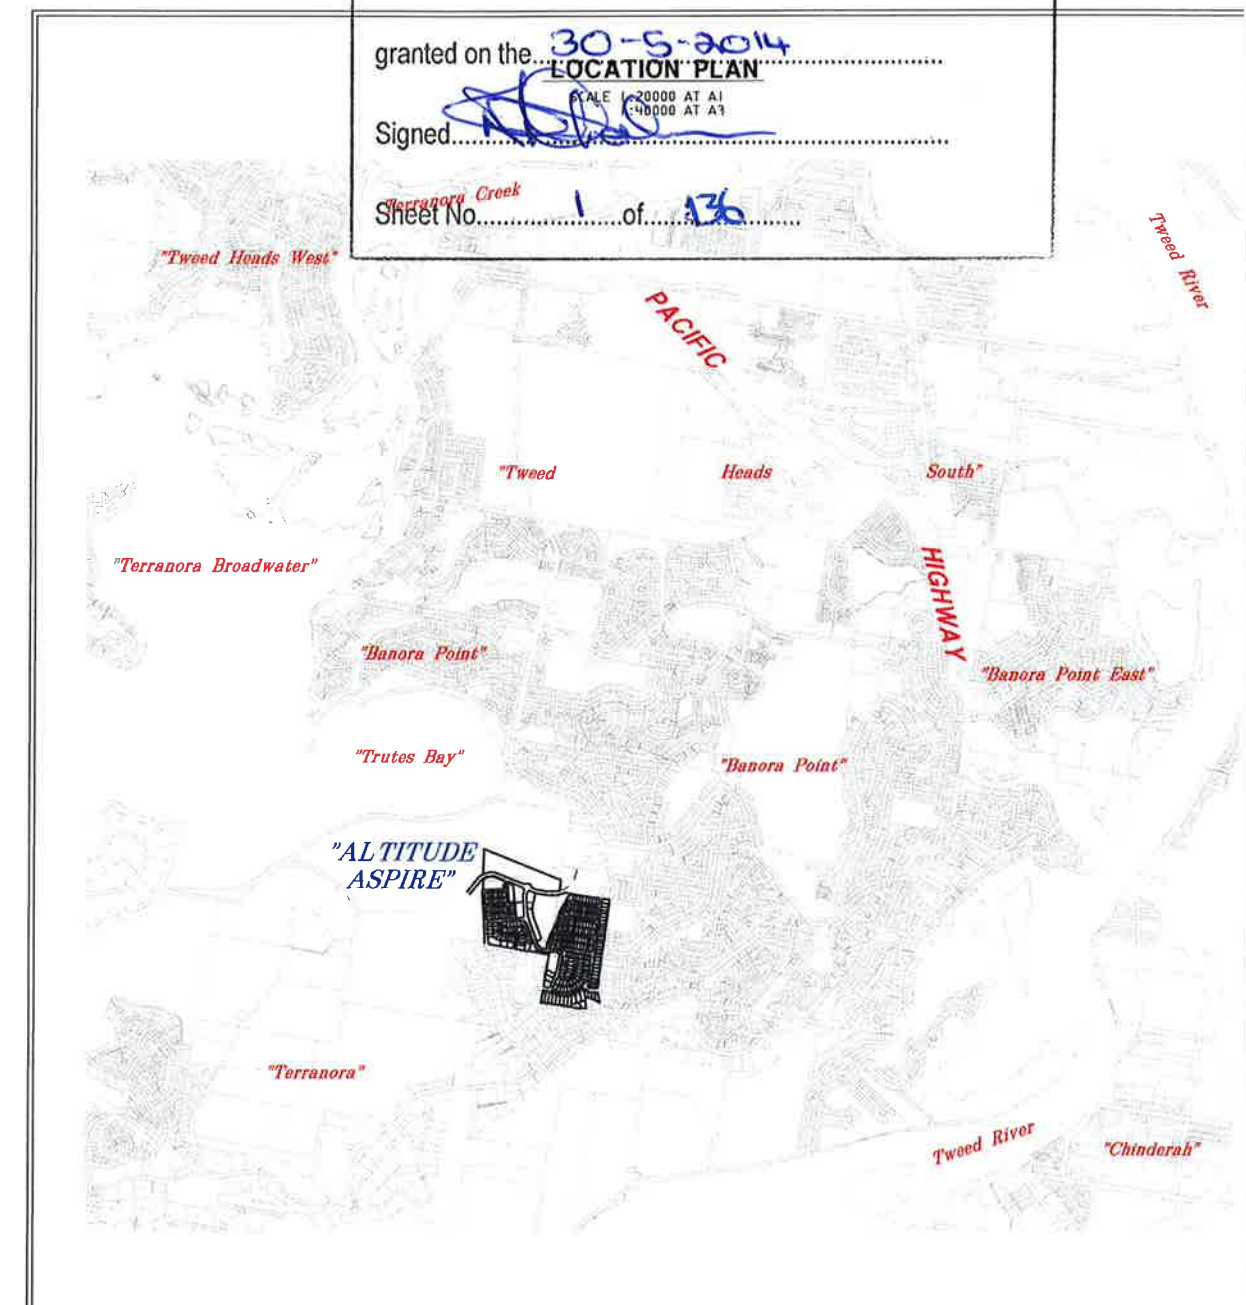 granted on the 30-5-2014
LOCATION PLAN
SCALE 1:20000 AT A1
1:40000 AT A3
Signed
Terranora Creek
Sheet No. 1 of 136
"Tweed Heads West"
Tweed River
PACIFIC
"Tweed Heads South"
HIGHWAY
"Terranora Broadwater"
"Banora Point"
"Banora Point East"
"Trutes Bay"
"Banora Point"
"ALTITUDE
ASPIRE"
"Terranora"
Tweed River
"Chinderah"